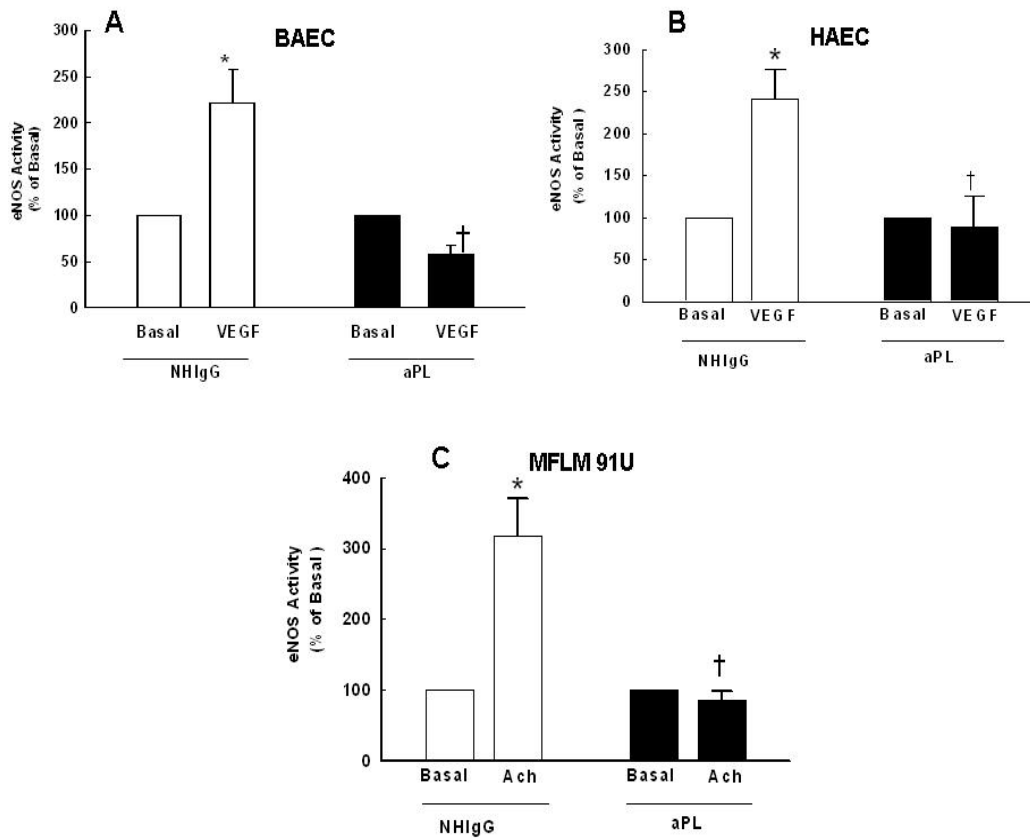 A
BAEC
eNOS Activity
(% of Basal)
300
250
200
150
100
50
0
*
†
Basal VEGF Basal VEGF
NHIgG aPL
B
HAEC
eNOS Activity
(% of Basal )
300
250
200
150
100
50
0
*
†
Basal VEGF Basal VEGF
NHIgG aPL
C
MFLM 91U
eNOS Activity
(% of Basal )
400
300
200
100
0
*
†
Basal Ach Basal Ach
NHIgG aPL